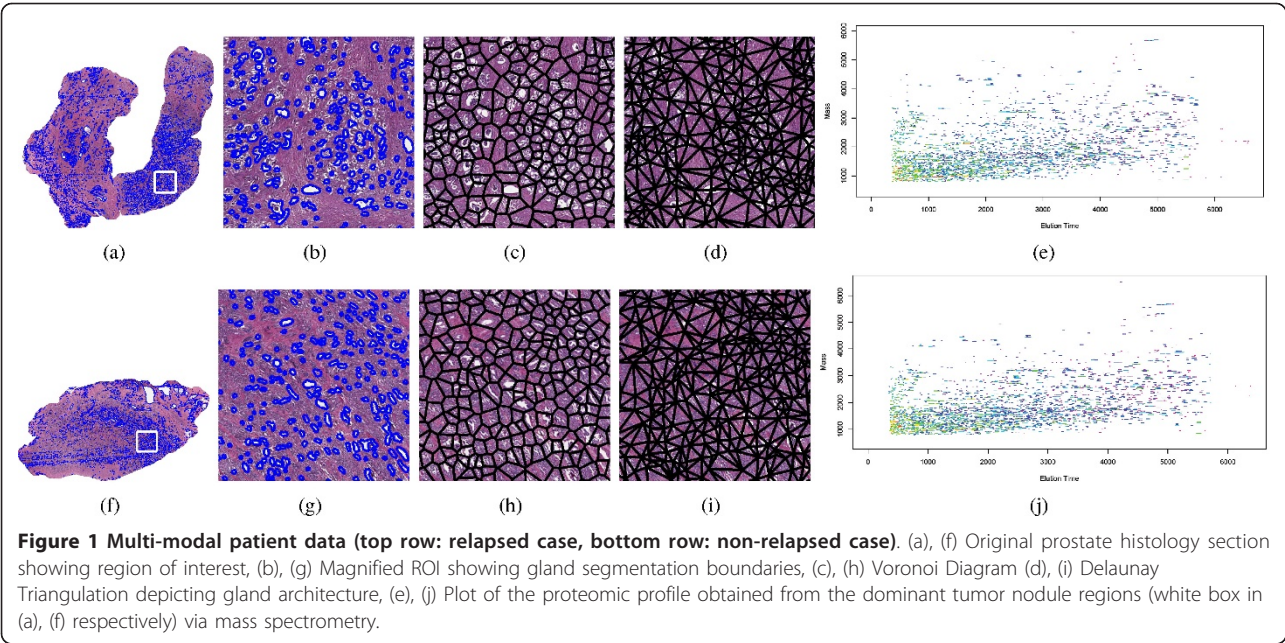 6000
5000
4000
3000
2000
1000
Mass
0 1000 2000 3000 4000 5000 6000
Elution Time
(a) (b) (c) (d) (e)
6000
5000
4000
3000
2000
1000
Mass
0 1000 2000 3000 4000 5000 6000
Elution Time
(f) (g) (h) (i) (j)
Figure 1 Multi-modal patient data (top row: relapsed case, bottom row: non-relapsed case). (a), (f) Original prostate histology section
showing region of interest, (b), (g) Magnified ROI showing gland segmentation boundaries, (c), (h) Voronoi Diagram (d), (i) Delaunay
Triangulation depicting gland architecture, (e), (j) Plot of the proteomic profile obtained from the dominant tumor nodule regions (white box in
(a), (f) respectively) via mass spectrometry.